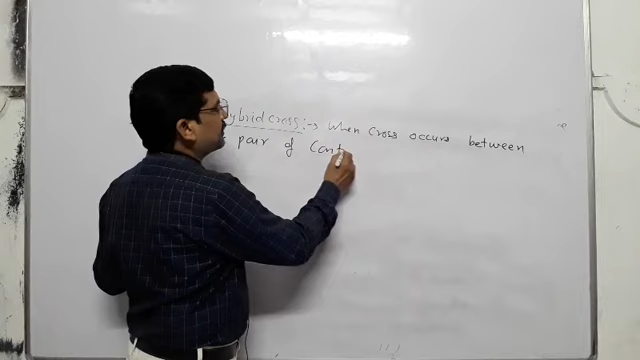 ybrid cross :→ When cross occurs between
pair of Cont